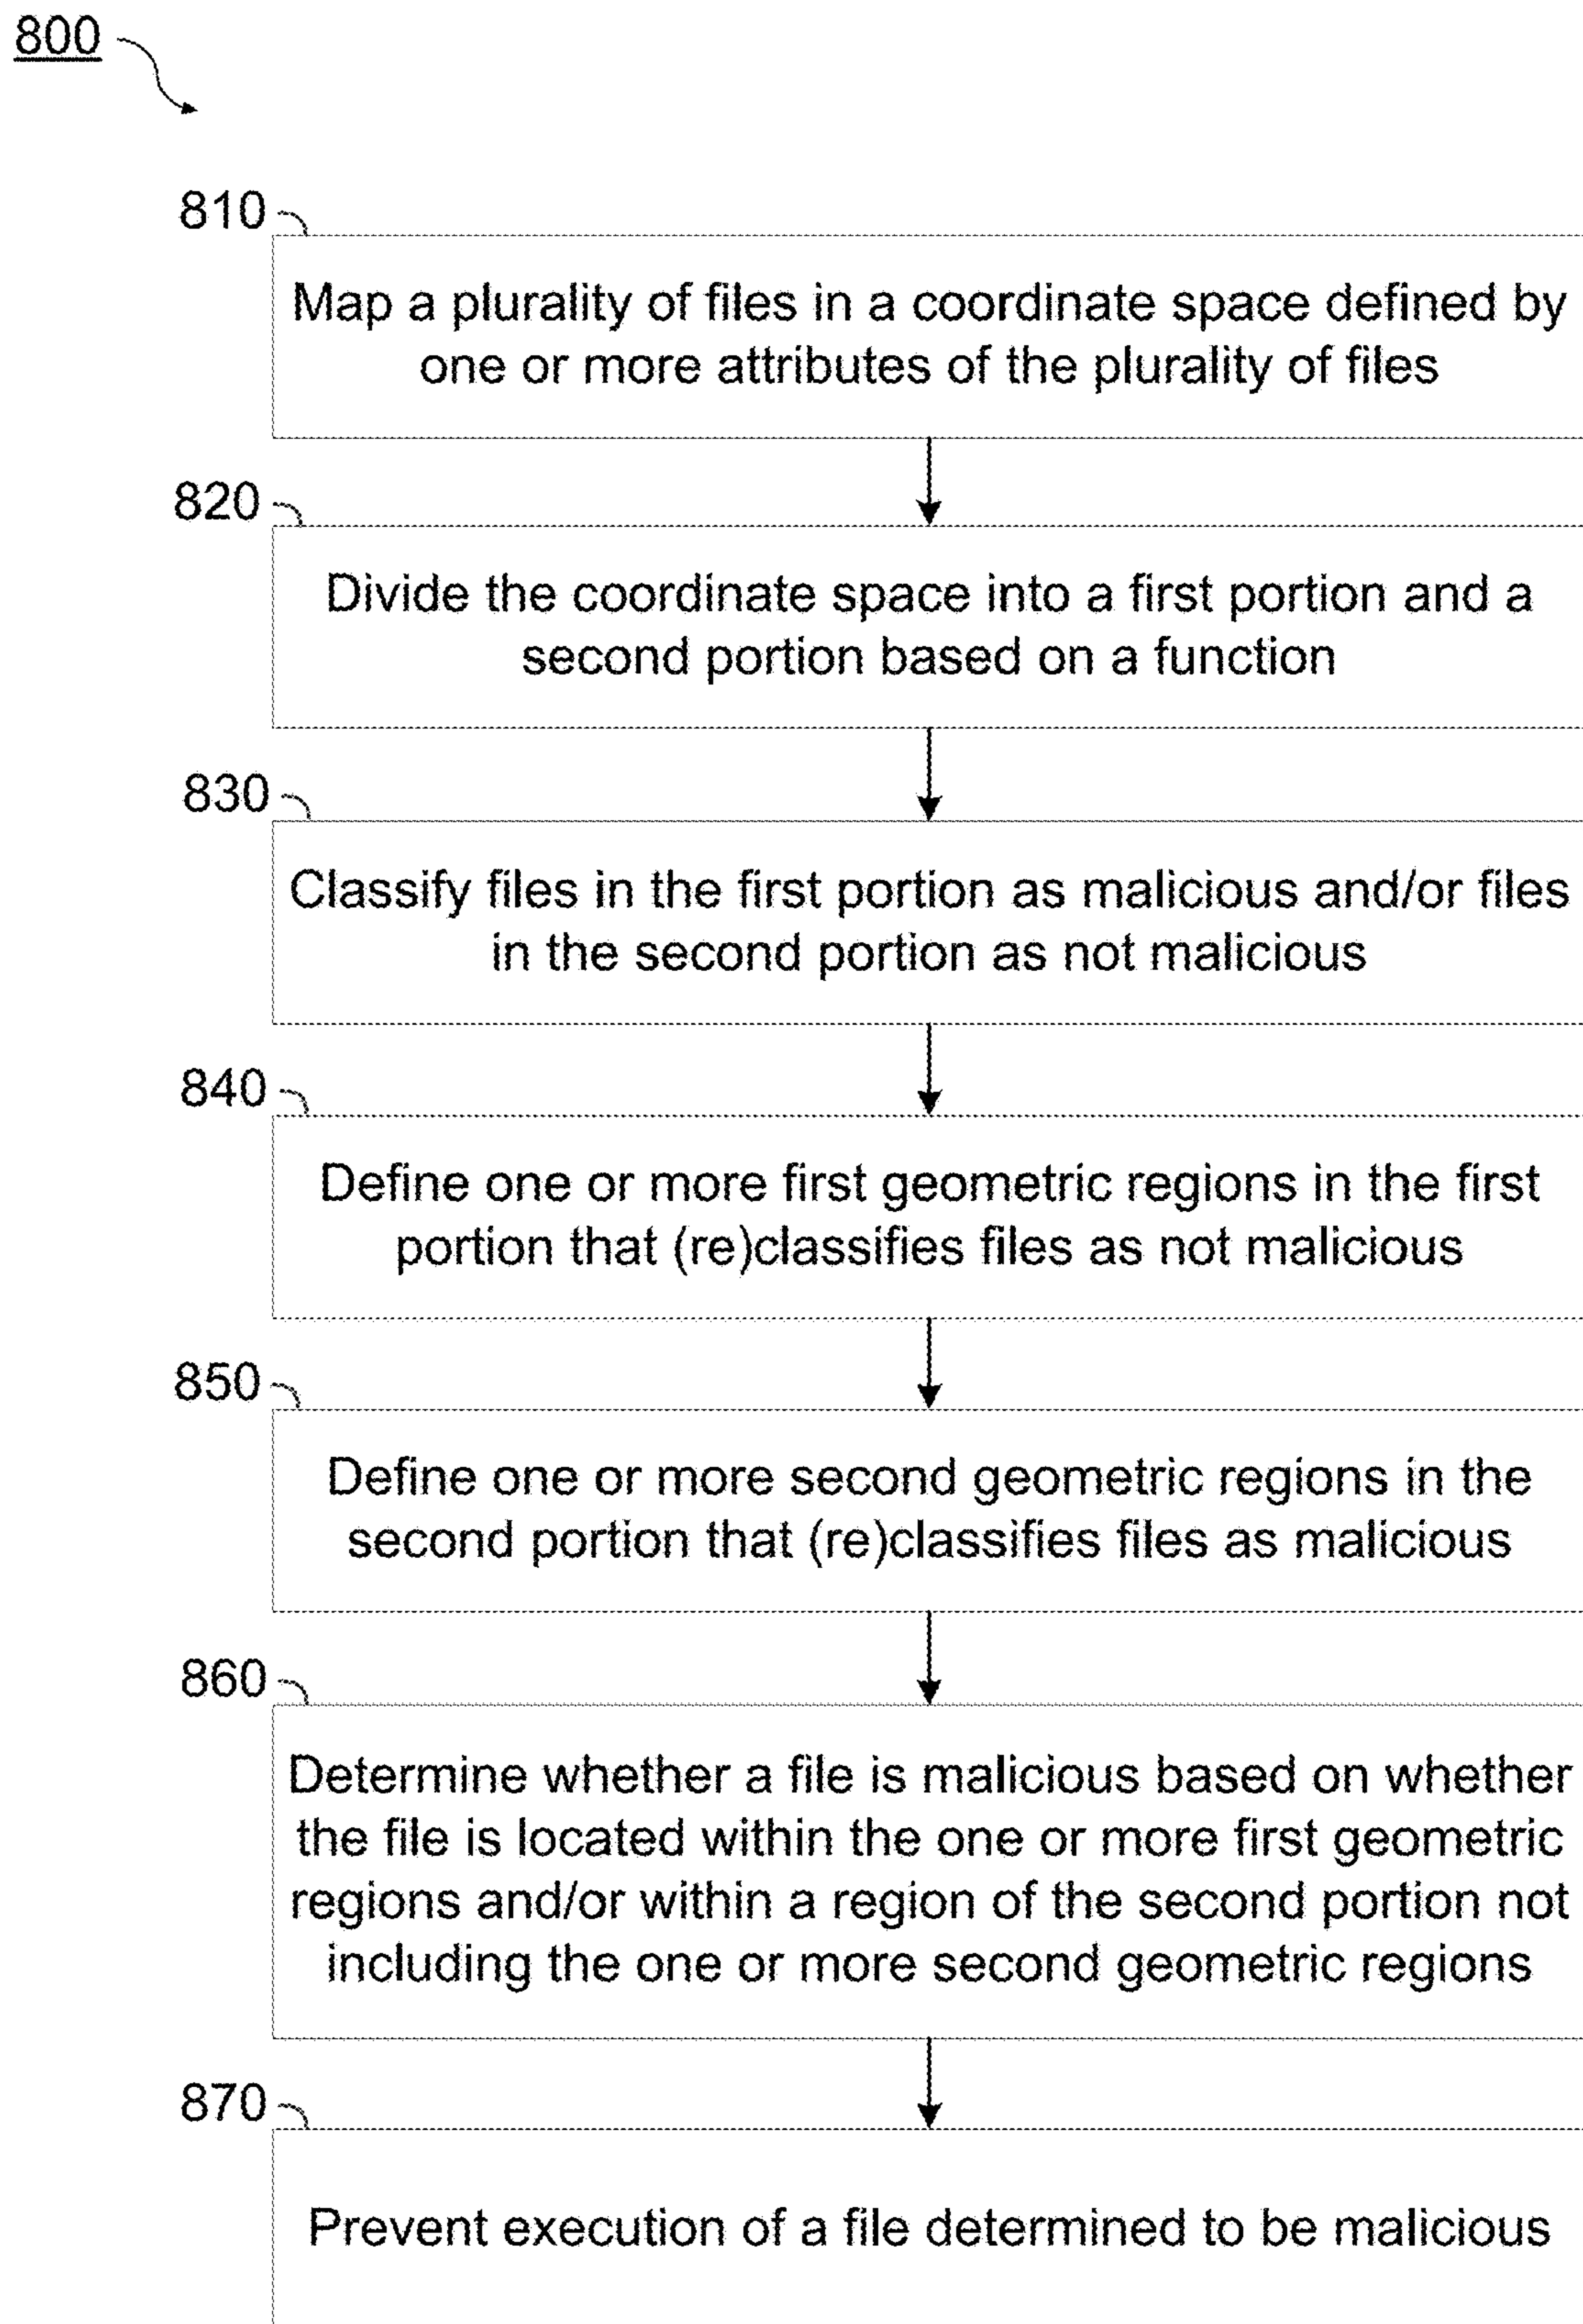 800
810
Map a plurality of files in a coordinate space defined by
one or more attributes of the plurality of files
820
Divide the coordinate space into a first portion and a
second portion based on a function
830
Classify files in the first portion as malicious and/or files
in the second portion as not malicious
840
Define one or more first geometric regions in the first
portion that (re)classifies files as not malicious
850
Define one or more second geometric regions in the
second portion that (re)classifies files as malicious
860
Determine whether a file is malicious based on whether
the file is located within the one or more first geometric
regions and/or within a region of the second portion not
including the one or more second geometric regions
870
Prevent execution of a file determined to be malicious